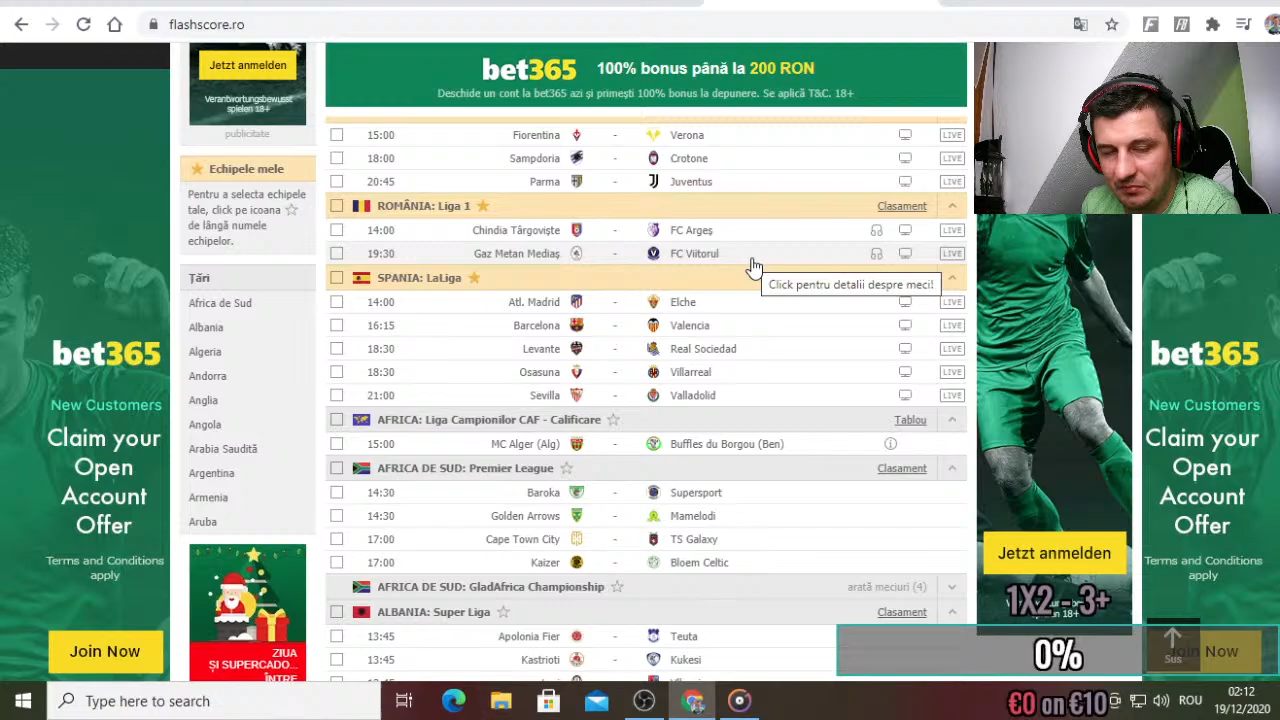 flashscore.ro
Jetzt anmelden
Verantwortungsbewusst
spielen 18+
publicitate
bet365 100% bonus până la 200 RON
Deschide un cont la bet365 azi și primești 100% bonus la depunere. Se aplică T&C. 18+
15:00 Fiorentina - Verona LIVE
18:00 Sampdoria - Crotone LIVE
20:45 Parma - Juventus LIVE
ROMÂNIA: Liga 1 Clasament
14:00 Chindia Târgoviște - FC Argeș LIVE
19:30 Gaz Metan Mediaș - FC Viitorul LIVE
SPANIA: LaLiga
Click pentru detalii despre meci!
14:00 Atl. Madrid - Elche LIVE
16:15 Barcelona - Valencia LIVE
18:30 Levante - Real Sociedad LIVE
18:30 Osasuna - Villarreal LIVE
21:00 Sevilla - Valladolid LIVE
AFRICA: Liga Campionilor CAF - Calificare Tablou
15:00 MC Alger (Alg) - Buffles du Borgou (Ben)
AFRICA DE SUD: Premier League Clasament
14:30 Baroka - Supersport
14:30 Golden Arrows - Mamelodi
17:00 Cape Town City - TS Galaxy
17:00 Kaizer - Bloem Celtic
AFRICA DE SUD: GladAfrica Championship arată meciuri (4)
ALBANIA: Super Liga Clasament
13:45 Apolonia Fier - Teuta
13:45 Kastrioti - Kukesi
Echipele mele
Pentru a selecta echipele
tale, click pe icoana
de lângă numele
echipelor.
Țări
Africa de Sud
Albania
Algeria
Andorra
Anglia
Angola
Arabia Saudită
Argentina
Armenia
Aruba
ZIUA
ȘI SUPERCADO...
ÎNTRE
bet365
New Customers
Claim your
Open
Account
Offer
Terms and Conditions
apply
Join Now
bet365
New Customers
Claim your
Open
Account
Offer
Terms and Conditions
apply
Join Now
Jetzt anmelden
1X2 - 3+
0%
€0 on €10
Sus
Type here to search
ROU
02:12
19/12/2020